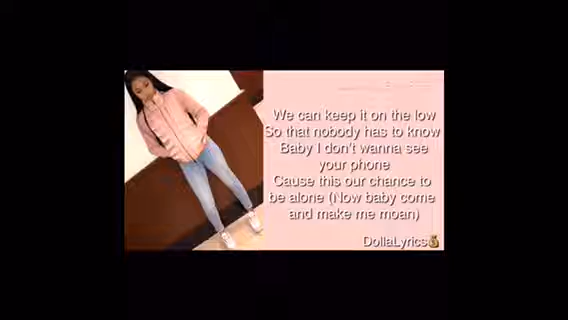 We can keep it on the low
So that nobody has to know
Baby I don't wanna see
your phone
Cause this our chance to
be alone (Now baby come
and make me moan)
DollaLyrics💰